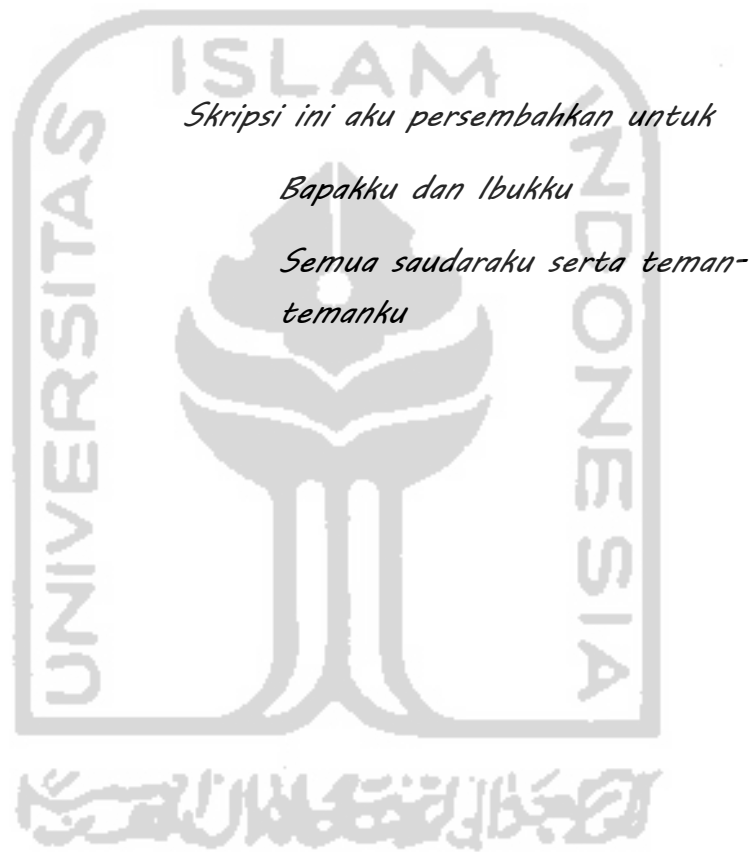 ISLAM
UNIVERSITAS
INDONESIA
Skripsi ini aku persembahkan untuk
Bapakku dan Ibukku
Semua saudaraku serta teman-
temanku